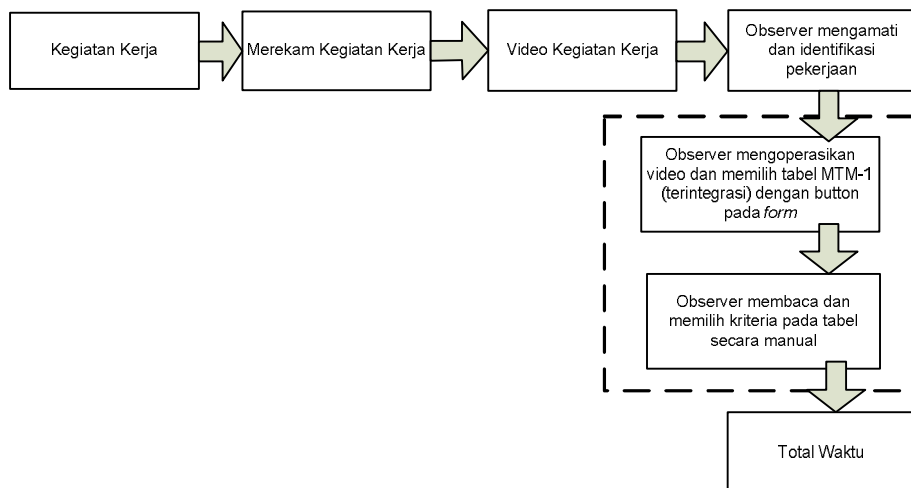 Kegiatan Kerja
Merekam Kegiatan Kerja
Video Kegiatan Kerja
Observer mengamati
dan identifikasi
pekerjaan
Observer mengoperasikan
video dan memilih tabel MTM-1
(terintegrasi) dengan button
pada form
Observer membaca dan
memilih kriteria pada tabel
secara manual
Total Waktu